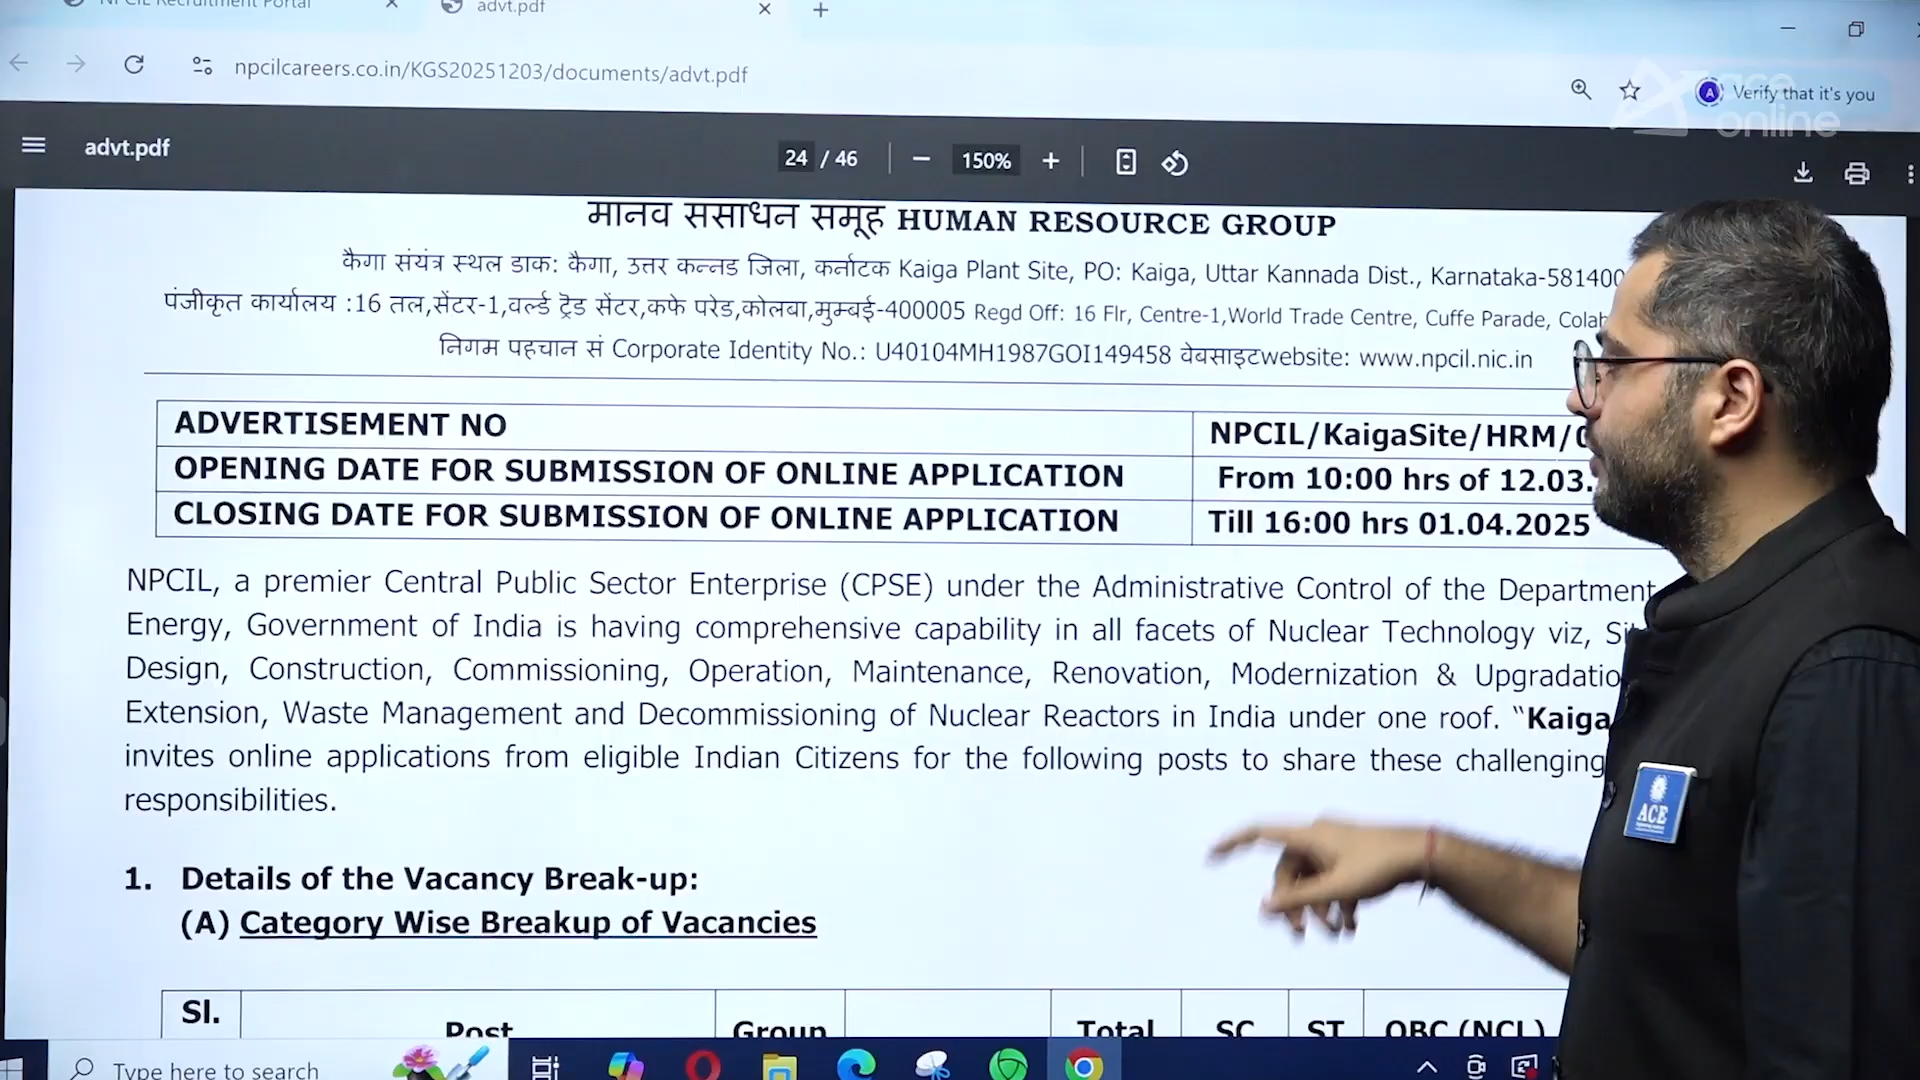 NPCIL Recruitment Portal
advt.pdf
npcilcareers.co.in/KGS20251203/documents/advt.pdf
Verify that it's you
ace
online
advt.pdf
24 / 46
150%
मानव संसाधन समूह HUMAN RESOURCE GROUP
कैगा संयंत्र स्थल डाक: कैगा, उत्तर कन्नड जिला, कर्नाटक Kaiga Plant Site, PO: Kaiga, Uttar Kannada Dist., Karnataka-581400
पंजीकृत कार्यालय :16 तल,सेंटर-1,वर्ल्ड ट्रेड सेंटर,कफे परेड,कोलबा,मुम्बई-400005 Regd Off: 16 Flr, Centre-1,World Trade Centre, Cuffe Parade,
निगम पहचान सं Corporate Identity No.: U40104MH1987GOI149458 वेबसाइटwebsite: www.npcil.nic.in
ADVERTISEMENT NO NPCIL/KaigaSite/HRM/
OPENING DATE FOR SUBMISSION OF ONLINE APPLICATION From 10:00 hrs of 12.03.
CLOSING DATE FOR SUBMISSION OF ONLINE APPLICATION Till 16:00 hrs 01.04.2025
NPCIL, a premier Central Public Sector Enterprise (CPSE) under the Administrative Control of the Department
Energy, Government of India is having comprehensive capability in all facets of Nuclear Technology viz,
Design, Construction, Commissioning, Operation, Maintenance, Renovation, Modernization &
Extension, Waste Management and Decommissioning of Nuclear Reactors in India under one roof. “Kaiga
invites online applications from eligible Indian Citizens for the following posts to share these challenging
responsibilities.
1. Details of the Vacancy Break-up:
(A) Category Wise Breakup of Vacancies
Sl. Post Group Total SC ST OBC (NCL)
ACE
Type here to search